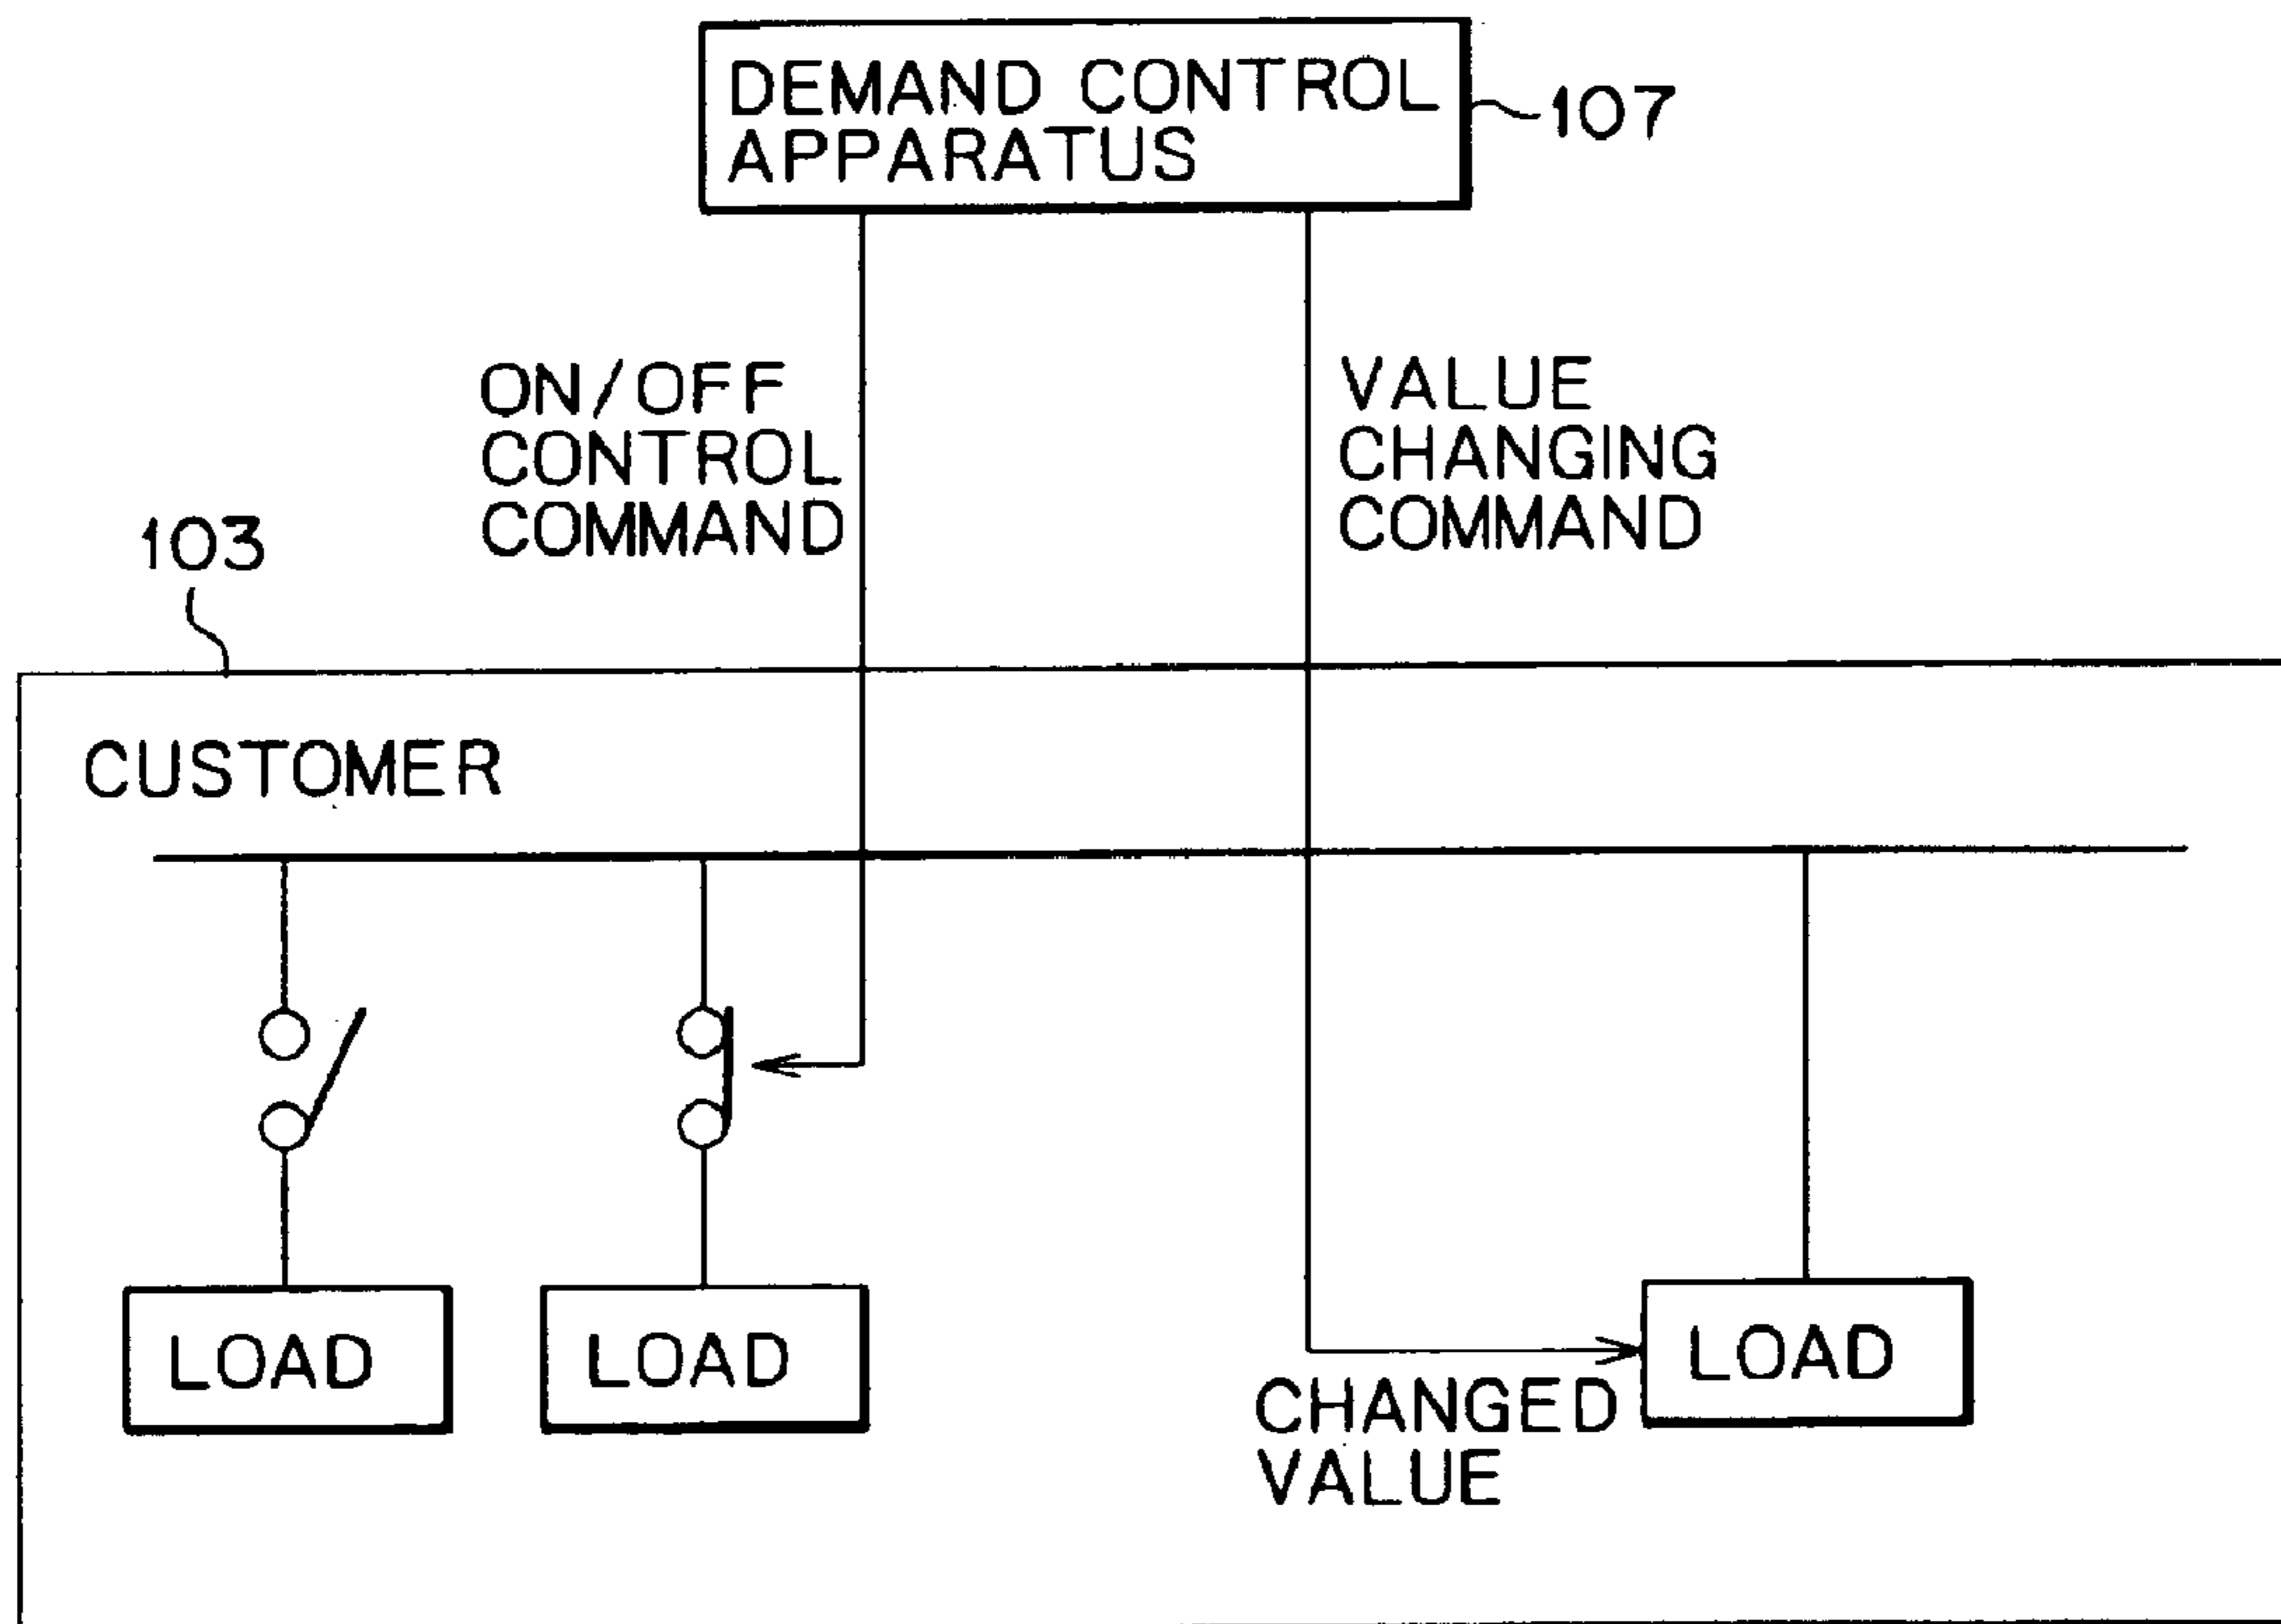 DEMAND CONTROL
APPARATUS
107
ON/OFF
CONTROL
COMMAND
VALUE
CHANGING
COMMAND
103
CUSTOMER
LOAD
LOAD
LOAD
CHANGED
VALUE